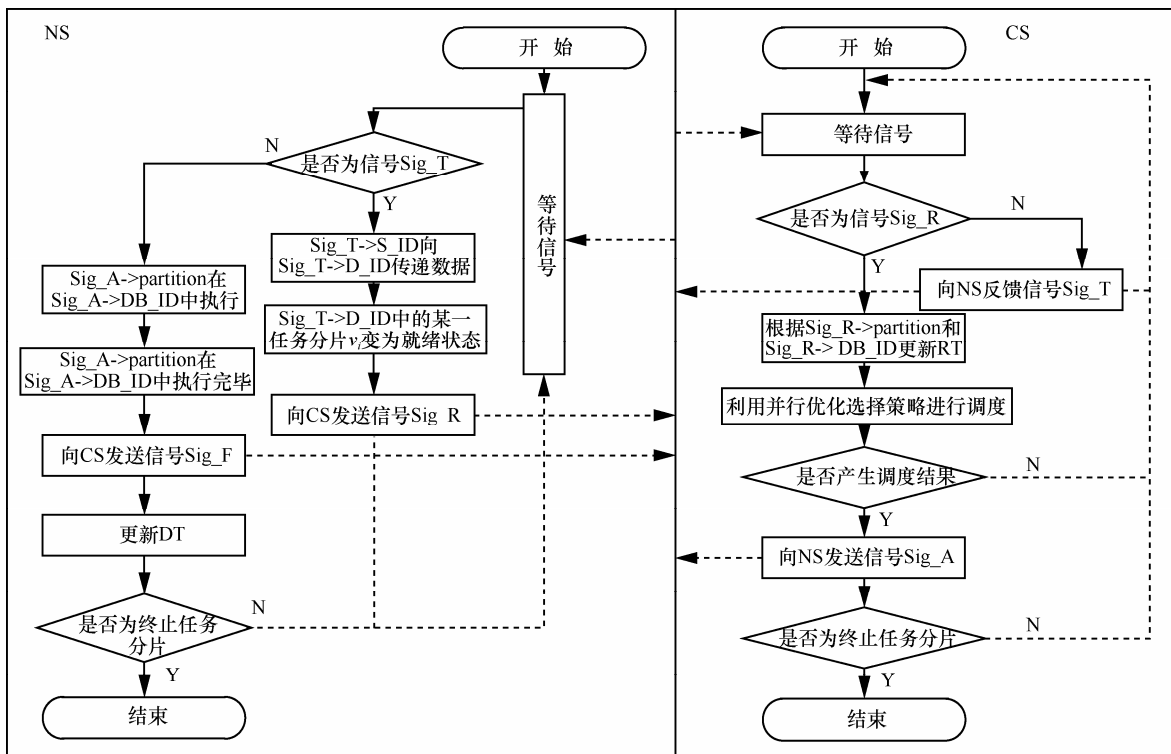 NS
开 始
是否为信号Sig_T
N
Y
等待信号
Sig_T->S_ID向
Sig_T->D_ID传递数据
Sig_A->partition在
Sig_A->DB_ID中执行
Sig_T->D_ID中的某一
任务分片vi变为就绪状态
Sig_A->partition在
Sig_A->DB_ID中执行完毕
向CS发送信号Sig_R
向CS发送信号Sig_F
更新DT
是否为终止任务
分片
N
Y
结束
CS
开 始
等待信号
是否为信号Sig_R
N
Y
向NS反馈信号Sig_T
根据Sig_R->partition和
Sig_R-> DB_ID更新RT
利用并行优化选择策略进行调度
是否产生调度结果
N
Y
向NS发送信号Sig_A
是否为终止任务分片
N
Y
结束